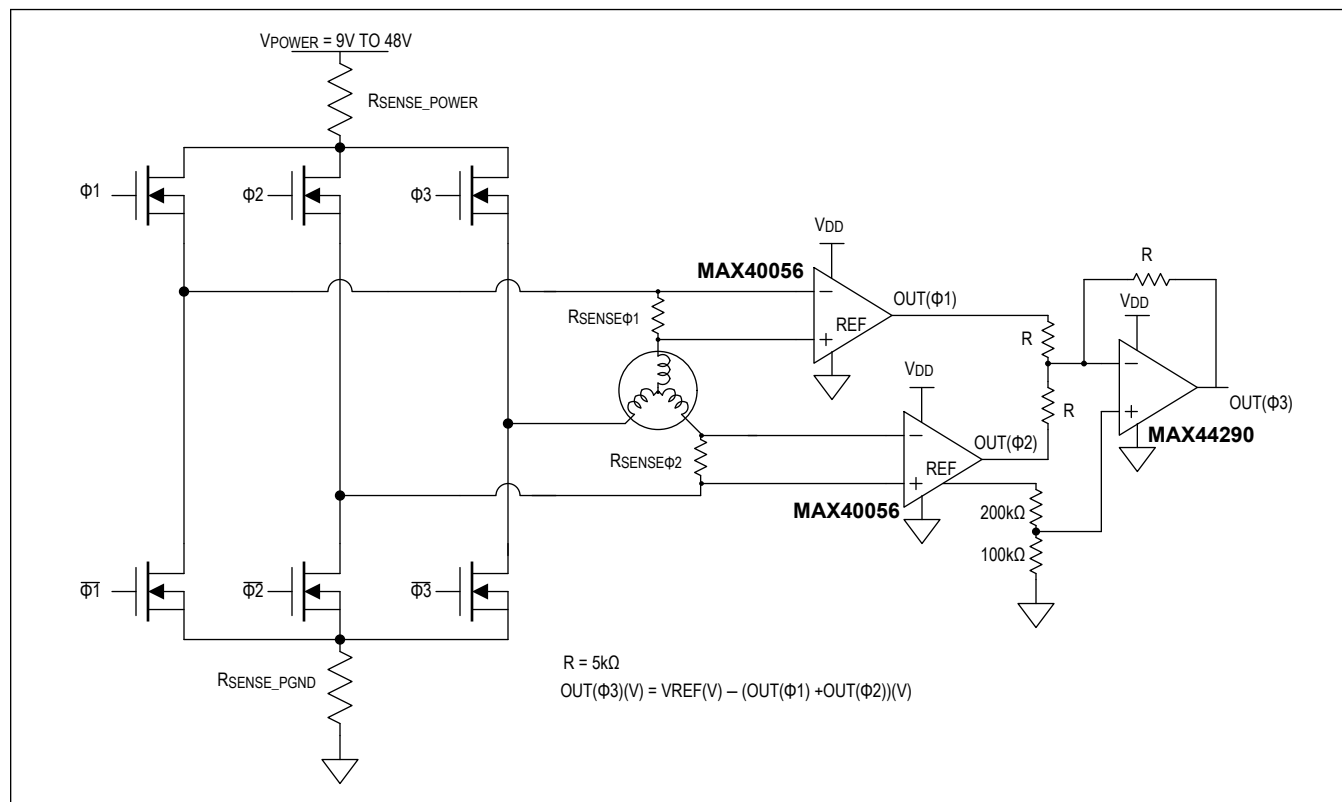 VPOWER = 9V TO 48V
RSENSE_POWER
Φ1
Φ2
Φ3
VDD
MAX40056
R
RSENSEΦ1
−
REF
+
OUT(Φ1)
VDD
R
VDD
−
+
OUT(Φ3)
MAX44290
R
RSENSEΦ2
−
REF
+
OUT(Φ2)
MAX40056
200kΩ
100kΩ
Φ1
Φ2
Φ3
RSENSE_PGND
R = 5kΩ
OUT(Φ3)(V) = VREF(V) – (OUT(Φ1) +OUT(Φ2))(V)